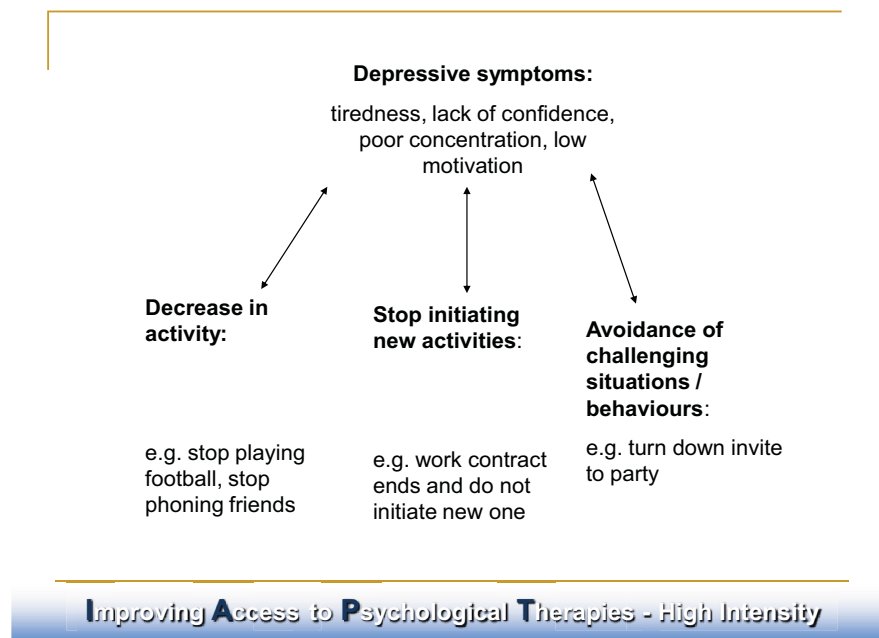 Depressive symptoms:
tiredness, lack of confidence,
poor concentration, low
motivation
Decrease in
activity:
e.g. stop playing
football, stop
phoning friends
Stop initiating
new activities:
e.g. work contract
ends and do not
initiate new one
Avoidance of
challenging
situations /
behaviours:
e.g. turn down invite
to party
Improving Access to Psychological Therapies - High Intensity